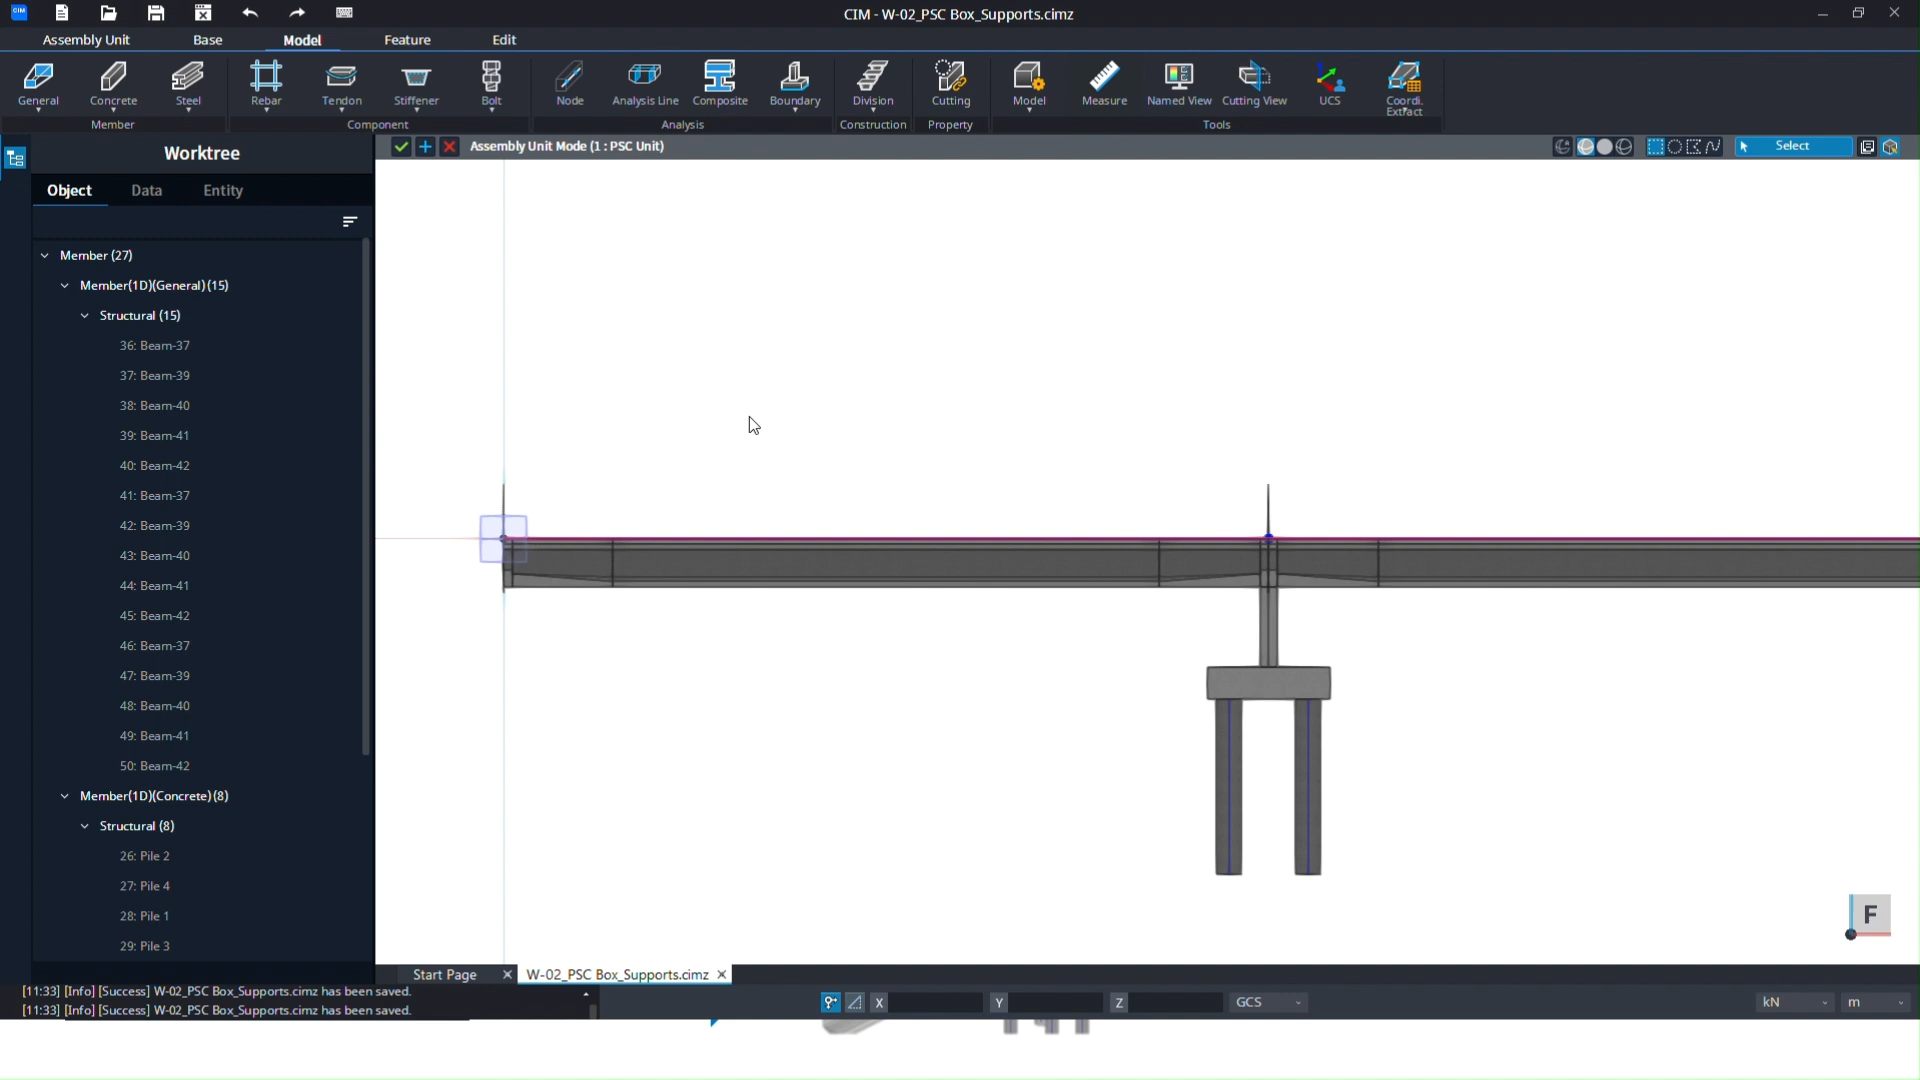 CIM
CIM - W-02_PSC Box_Supports.cimz
Assembly Unit
Base
Model
Feature
Edit
General
Concrete
Steel
Rebar
Tendon
Stiffener
Bolt
Node
Analysis Line
Composite
Boundary
Division
Cutting
Model
Measure
Named View
Cutting View
UCS
Coordi.
Extract
Member
Component
Analysis
Construction
Property
Tools
Worktree
Assembly Unit Mode (1 : PSC Unit)
Select
Object
Data
Entity
Member (27)
Member(1D)(General) (15)
Structural (15)
36: Beam-37
37: Beam-39
38: Beam-40
39: Beam-41
40: Beam-42
41: Beam-37
42: Beam-39
43: Beam-40
44: Beam-41
45: Beam-42
46: Beam-37
47: Beam-39
48: Beam-40
49: Beam-41
50: Beam-42
Member(1D)(Concrete) (8)
Structural (8)
26: Pile 2
27: Pile 4
28: Pile 1
29: Pile 3
F
Start Page
W-02_PSC Box_Supports.cimz
[11:33] [Info] [Success] W-02_PSC Box_Supports.cimz has been saved.
[11:33] [Info] [Success] W-02_PSC Box_Supports.cimz has been saved.
X
Y
Z
GCS
kN
m